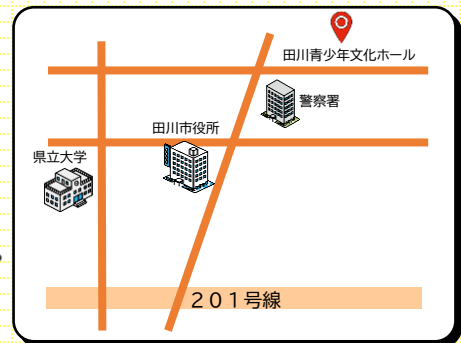 田川青少年文化ホール
警察署
田川市役所
県立大学
２０１号線